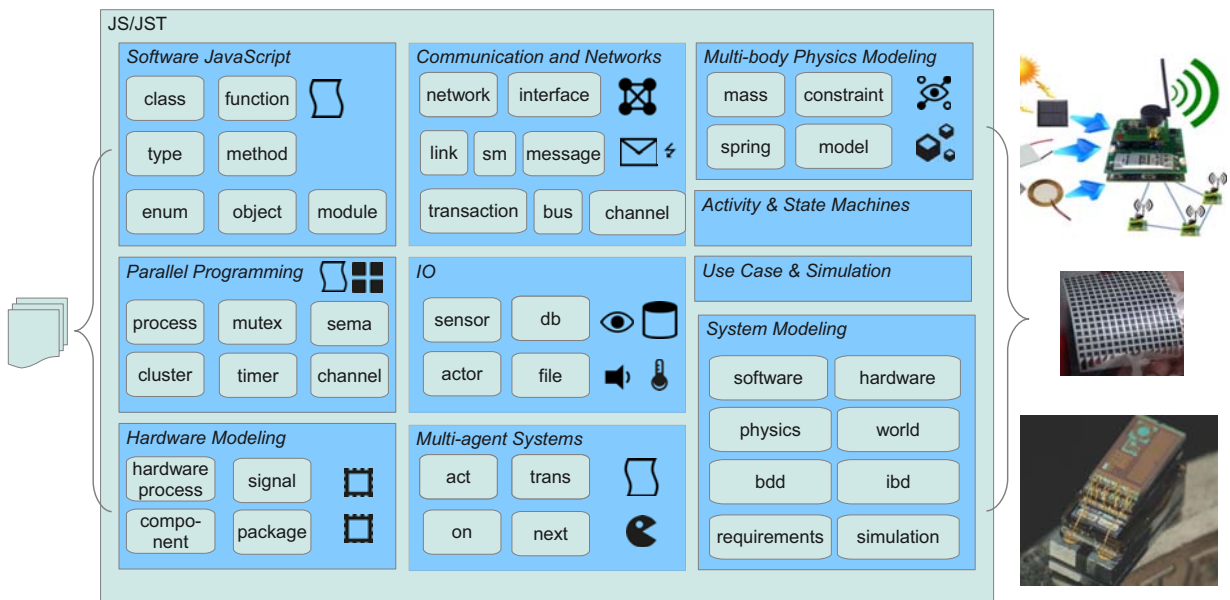 JS/JST
Software JavaScript
class function
type method
enum object module
Communication and Networks
network interface
link sm message
transaction bus channel
Multi-body Physics Modeling
mass constraint
spring model
Activity & State Machines
Parallel Programming
process mutex sema
cluster timer channel
IO
sensor db
actor file
Use Case & Simulation
System Modeling
software hardware
physics world
bdd ibd
requirements simulation
Hardware Modeling
hardware
process
signal
compo-
nent
package
Multi-agent Systems
act trans
on next